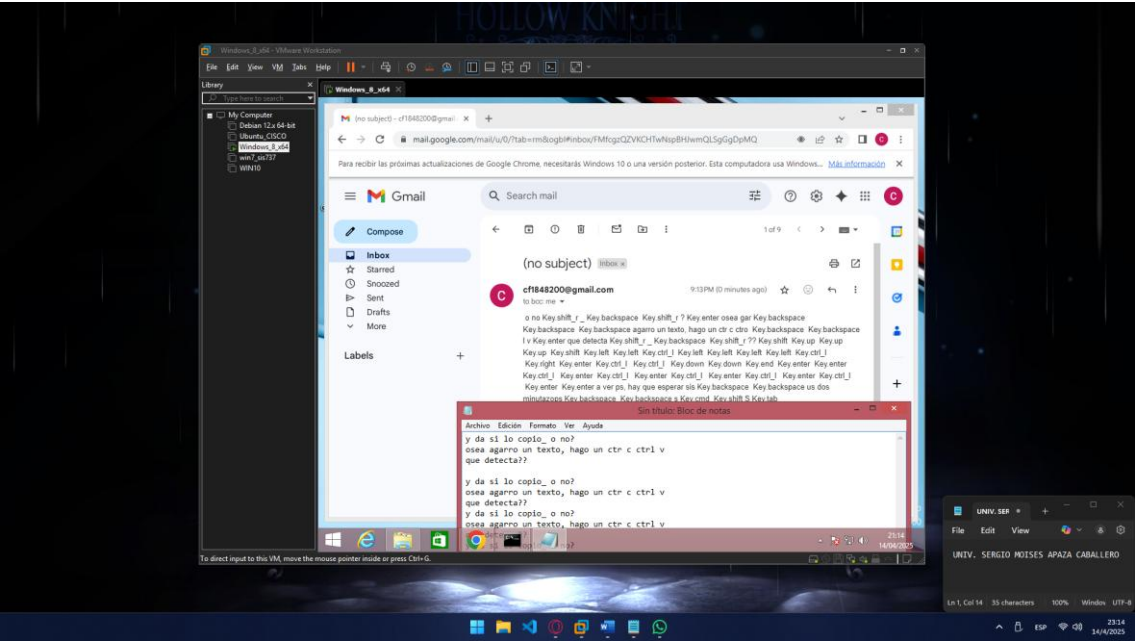 HOLLOW KNIGHT
Windows_8_x64 - VMware Workstation
File Edit View VM Tabs Help
Library
Type here to search
My Computer
Debian 12.x 64-bit
Ubuntu_CISCO
Windows_8_x64
win7_sis737
WIN10
Windows_8_x64
(no subject) - cf1848200@gmail
Para recibir las próximas actualizaciones de Google Chrome, necesitarás Windows 10 o una versión posterior. Esta computadora usa Windows... Más información
Gmail
Search mail
Compose
1 of 9
Inbox
Starred
Snoozed
Sent
Drafts
More
Labels
(no subject) Inbox
C
cf1848200@gmail.com
9:13PM (0 minutes ago)
to bcc: me
o no Key.shift_r _ Key.backspace Key.shift_r ? Key.enter osea gar Key.backspace
Key.backspace Key.backspace agarro un texto, hago un ctr c ctro Key.backspace Key.backspace
l v Key.enter que detecta Key.shift_r _ Key.backspace Key.shift_r ?? Key.shift Key.up Key.up
Key.up Key.shift Key.left Key.left Key.ctrl_l Key.left Key.left Key.left Key.left Key.ctrl_l
Key.right Key.enter Key.ctrl_l Key.ctrl_l Key.down Key.down Key.end Key.enter Key.enter
Key.ctrl_l Key.enter Key.ctrl_l Key.enter Key.ctrl_l Key.enter Key.ctrl_l Key.enter Key.ctrl_l
Key.enter Key.enter a ver ps, hay que esperar sis Key.backspace Key.backspace us dos
minutazops Key.backspace Key.backspace s Key.cmd Key.shift S Key.tab
Sin título: Bloc de notas
Archivo Edición Formato Ver Ayuda
y da si lo copio_ o no?
osea agarro un texto, hago un ctr c ctrl v
que detecta??
y da si lo copio_ o no?
osea agarro un texto, hago un ctr c ctrl v
que detecta??
y da si lo copio_ o no?
osea agarro un texto, hago un ctr c ctrl v
23:14
14/04/2025
To direct input to this VM, move the mouse pointer inside or press Ctrl+G.
UNIV. SER
File Edit View
UNIV. SERGIO MOISES APAZA CABALLERO
Ln 1, Col 14 35 characters 100% Window UTF-8
ESP
23:14
14/4/2025